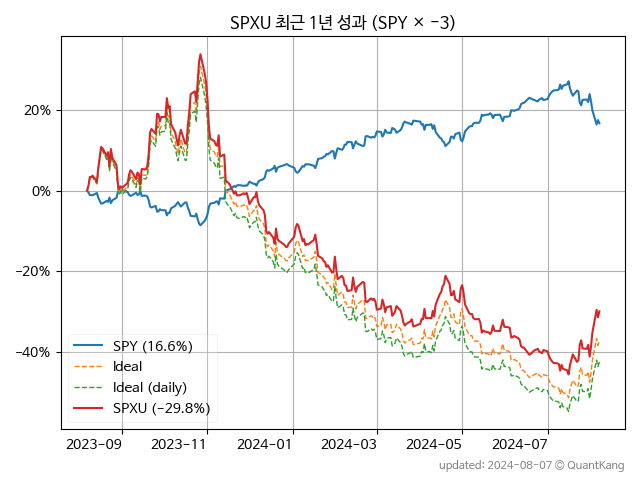 SPXU 최근 1년 성과 (SPY × −3)
20%
0%
−20%
−40%
SPY (16.6%)
Ideal
Ideal (daily)
SPXU (−29.8%)
2023-09 2023-11 2024-01 2024-03 2024-05 2024-07
updated: 2024-08-07 © QuantKang